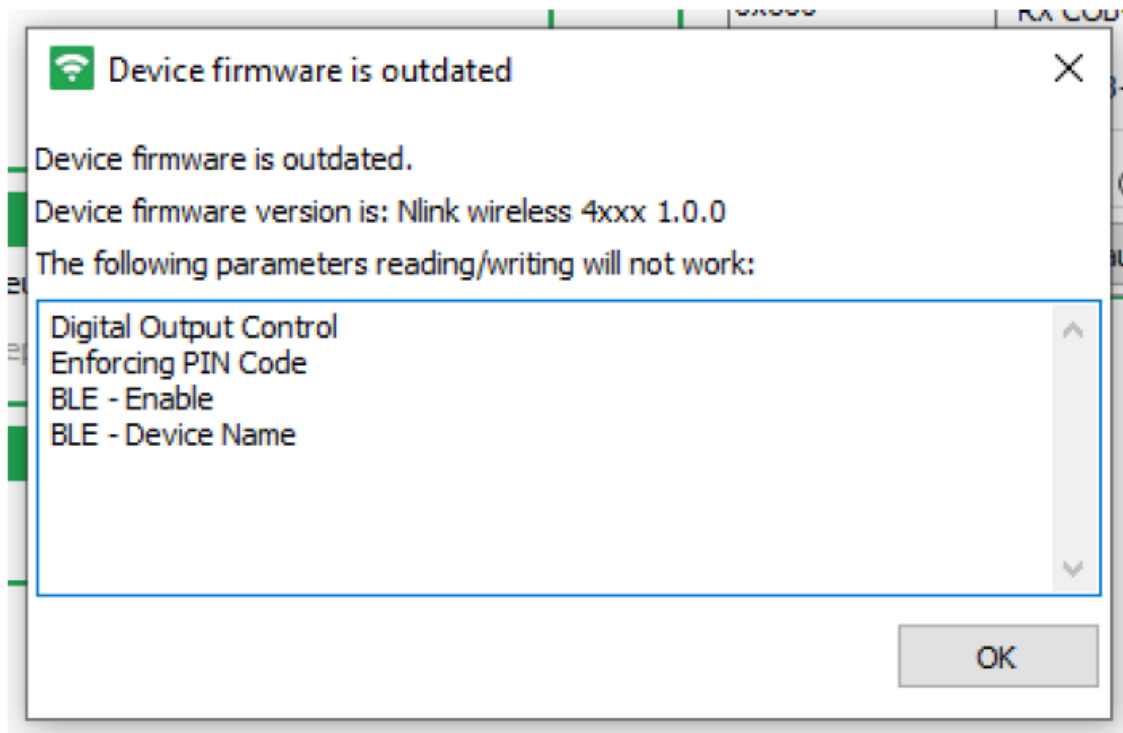 RX COB
Device firmware is outdated
Device firmware is outdated.
Device firmware version is: Nlink wireless 4xxx 1.0.0
The following parameters reading/writing will not work:
Digital Output Control
Enforcing PIN Code
BLE - Enable
BLE - Device Name
OK